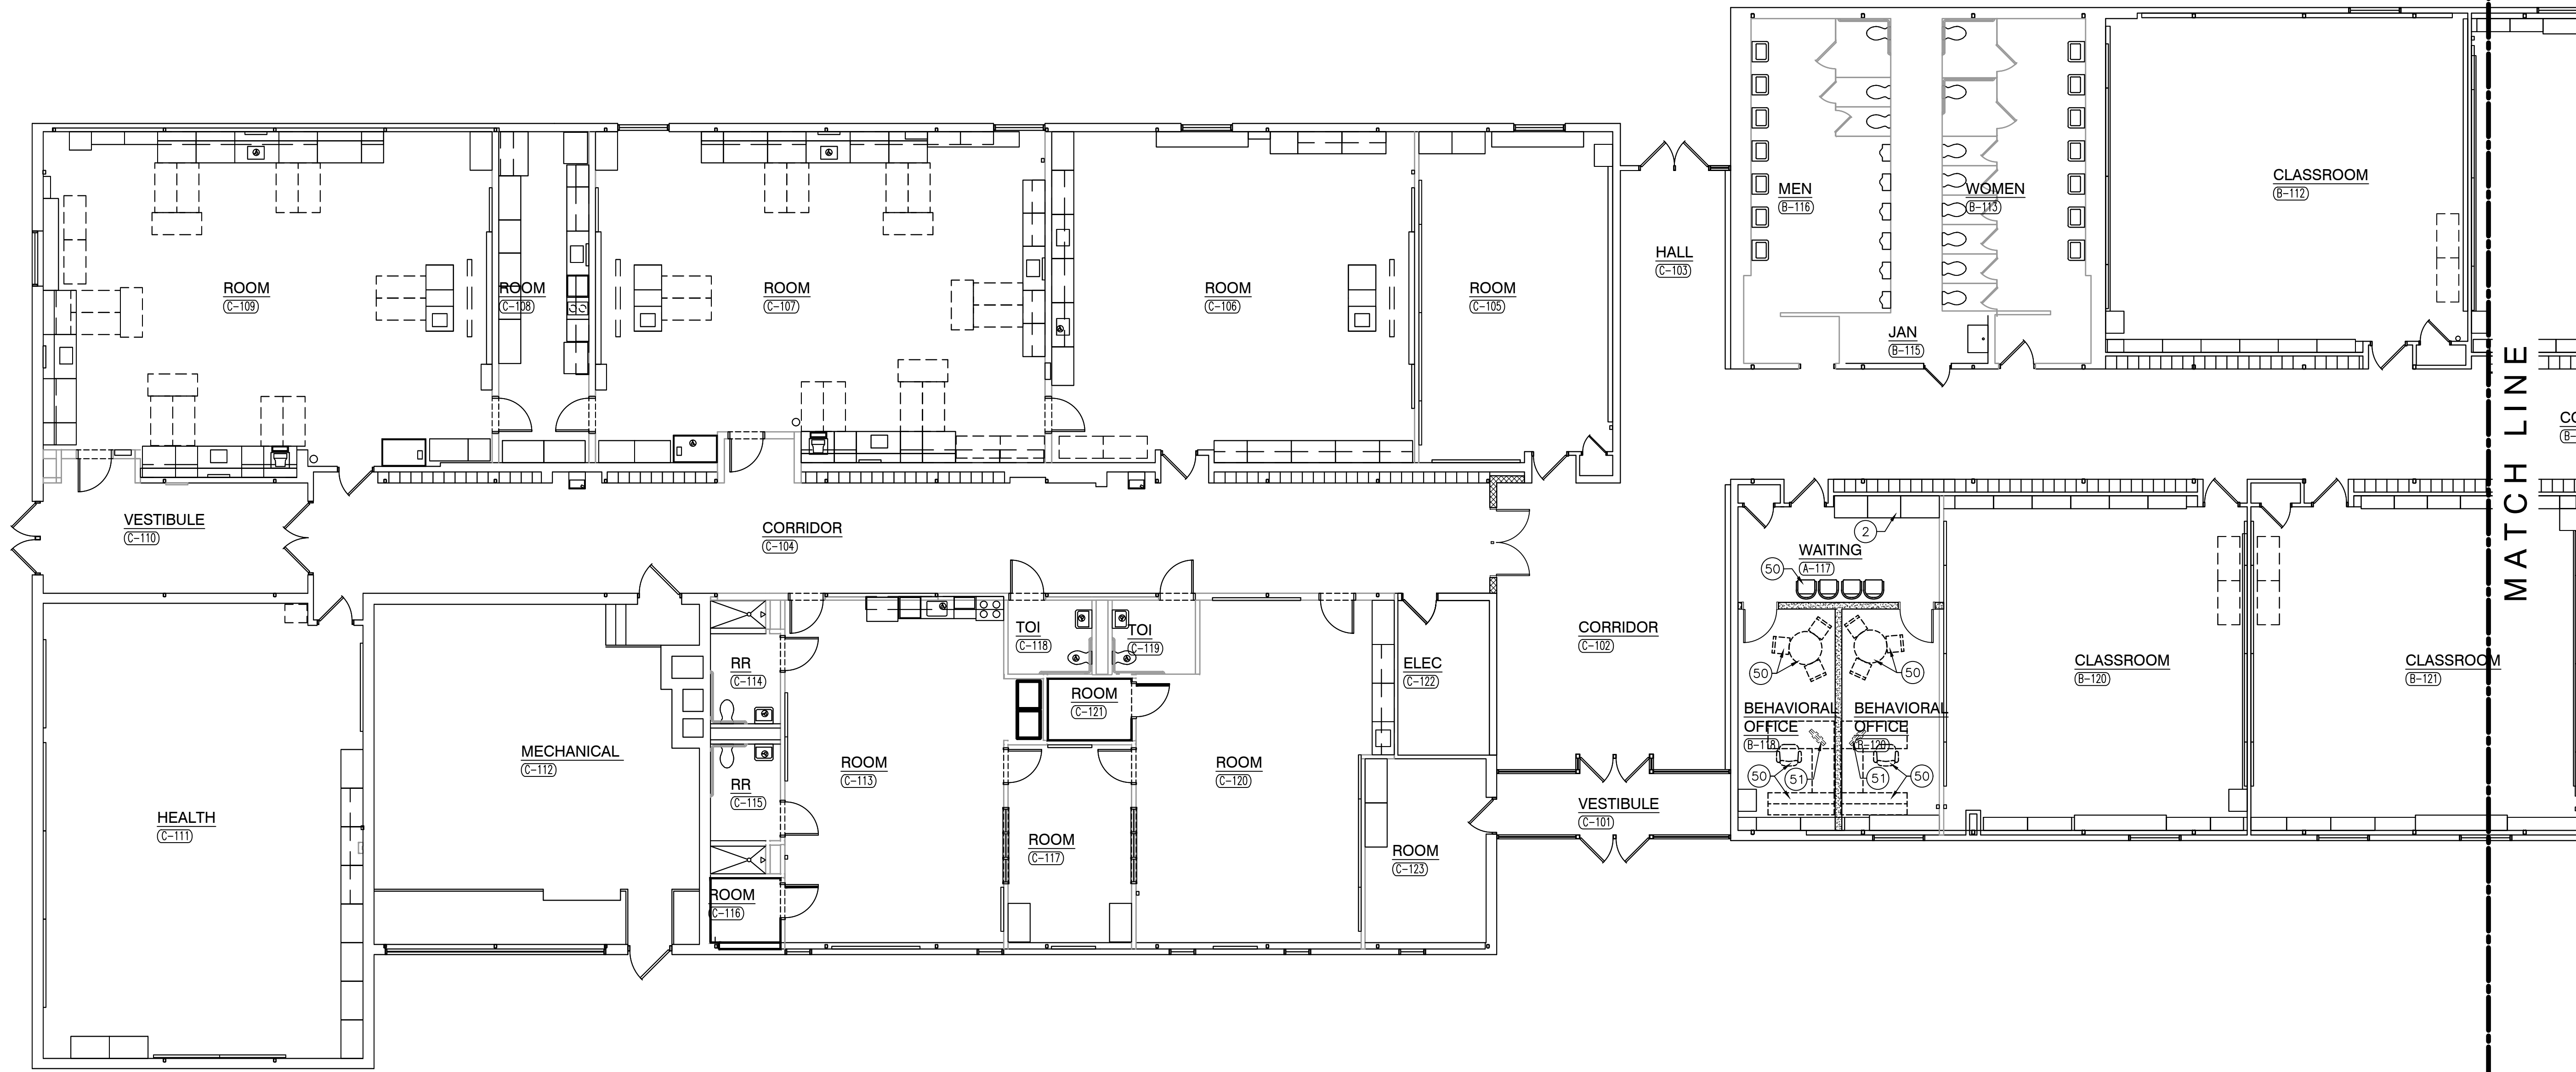 CLASSROOM
B-112
MEN
B-116
WOMEN
B-113
HALL
C-103
ROOM
C-109
ROOM
C-108
ROOM
C-107
ROOM
C-106
ROOM
C-105
JAN
B-115
MATCH LINE
CO
B-
VESTIBULE
C-110
CORRIDOR
C-104
2
WAITING
A-117
50
TOI
C-118
TOI
C-119
CORRIDOR
C-102
RR
C-114
ELEC
C-122
CLASSROOM
B-120
CLASSROOM
B-121
50
50
ROOM
C-121
BEHAVIORAL
OFFICE
B-118
BEHAVIORAL
OFFICE
MECHANICAL
C-112
ROOM
C-113
ROOM
C-120
50
51
51
50
RR
C-115
VESTIBULE
C-101
HEALTH
C-111
ROOM
C-117
ROOM
C-123
ROOM
C-116